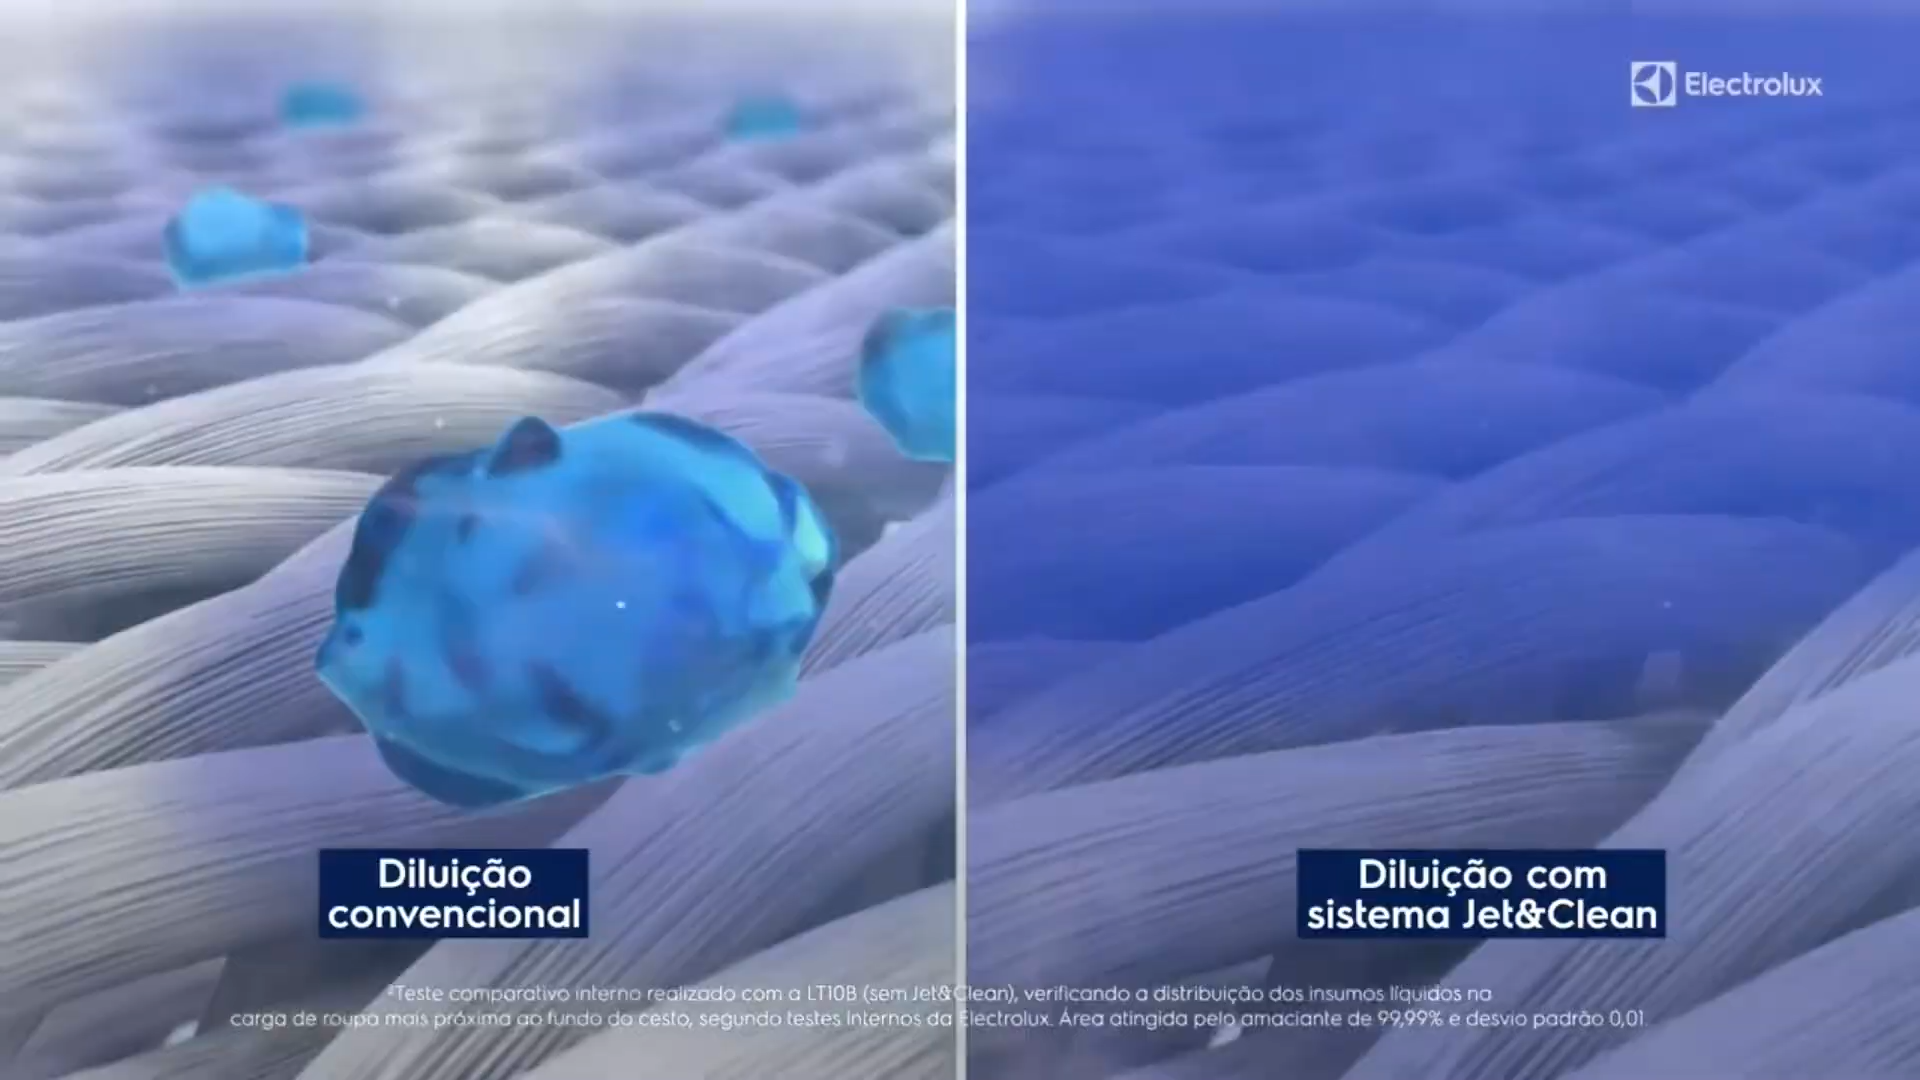 Electrolux
Diluição
convencional
Diluição com
sistema Jet&Clean
²Teste comparativo interno realizado com a LT10B (sem Jet&Clean), verificando a distribuição dos insumos líquidos na
carga de roupa mais próxima ao fundo do cesto, segundo testes internos da Electrolux. Área atingida pelo amaciante de 99,99% e desvio padrão 0,01.